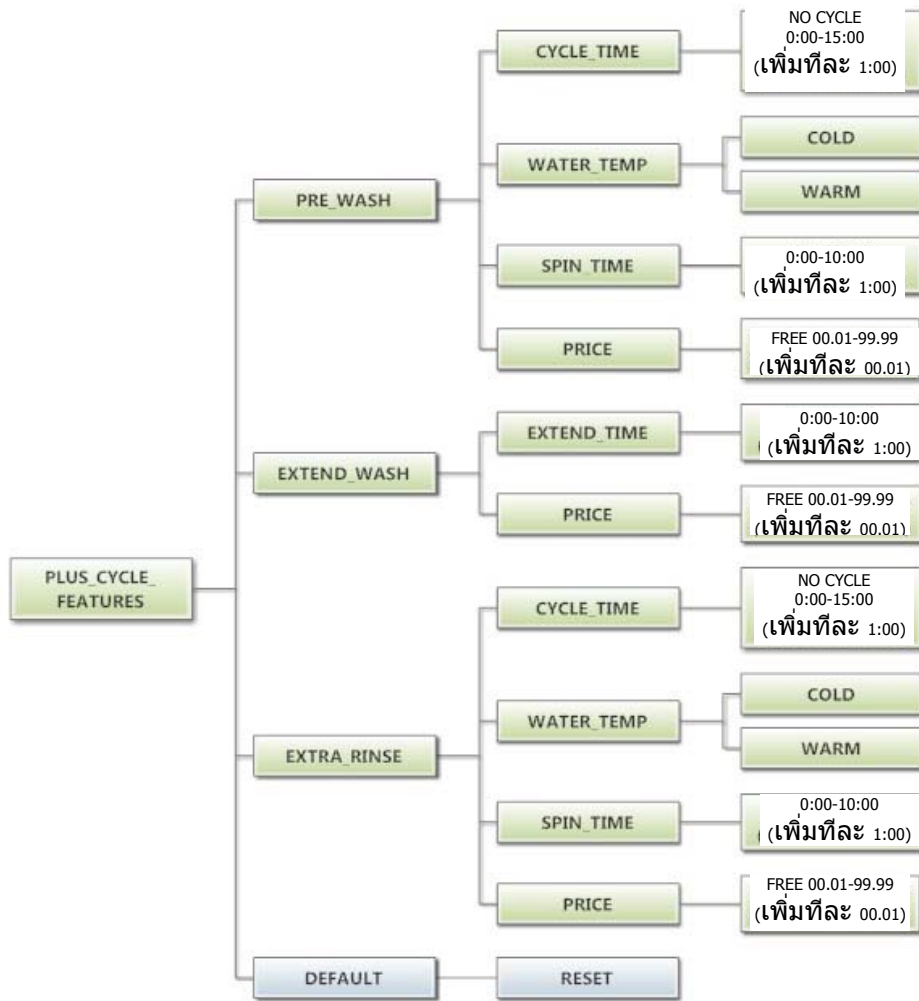 PLUS_CYCLE_
FEATURES
PRE_WASH
CYCLE_TIME
NO CYCLE
0:00-15:00
(เพิ่มทีละ 1:00)
WATER_TEMP
COLD
WARM
SPIN_TIME
0:00-10:00
(เพิ่มทีละ 1:00)
PRICE
FREE 00.01-99.99
(เพิ่มทีละ 00.01)
EXTEND_WASH
EXTEND_TIME
0:00-10:00
(เพิ่มทีละ 1:00)
PRICE
FREE 00.01-99.99
(เพิ่มทีละ 00.01)
EXTRA_RINSE
CYCLE_TIME
NO CYCLE
0:00-15:00
(เพิ่มทีละ 1:00)
WATER_TEMP
COLD
WARM
SPIN_TIME
0:00-10:00
(เพิ่มทีละ 1:00)
PRICE
FREE 00.01-99.99
(เพิ่มทีละ 00.01)
DEFAULT
RESET